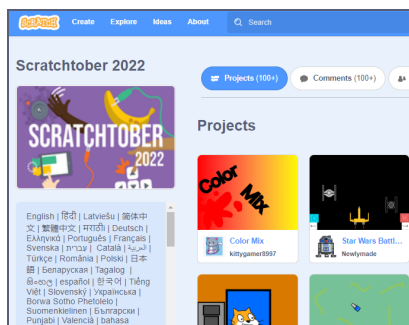 SCRATCH Create Explore Ideas About Search
Scratchtober 2022
Projects (100+) Comments (100+)
SCRATCHTOBER
2022
Projects
Color
Mix
Color Mix
kittygamer8997
Star Wars Battl...
Newlymade
English | हिंदी | Latviešu | 简体中
文 | 繁體中文 | मराठी | Deutsch |
Ελληνικά | Português | Français |
Svenska | עברית | Català | العربية |
Türkçe | Româna | Polski | 日本
語 | Беларуская | Tagalog |
සිංහල | español | 한국어 | Tiếng
Việt | Slovenský | Українська |
Borwa Sotho Phetolelo |
Suomenkielinen | Български |
Punjabi | Valencià | bahasa